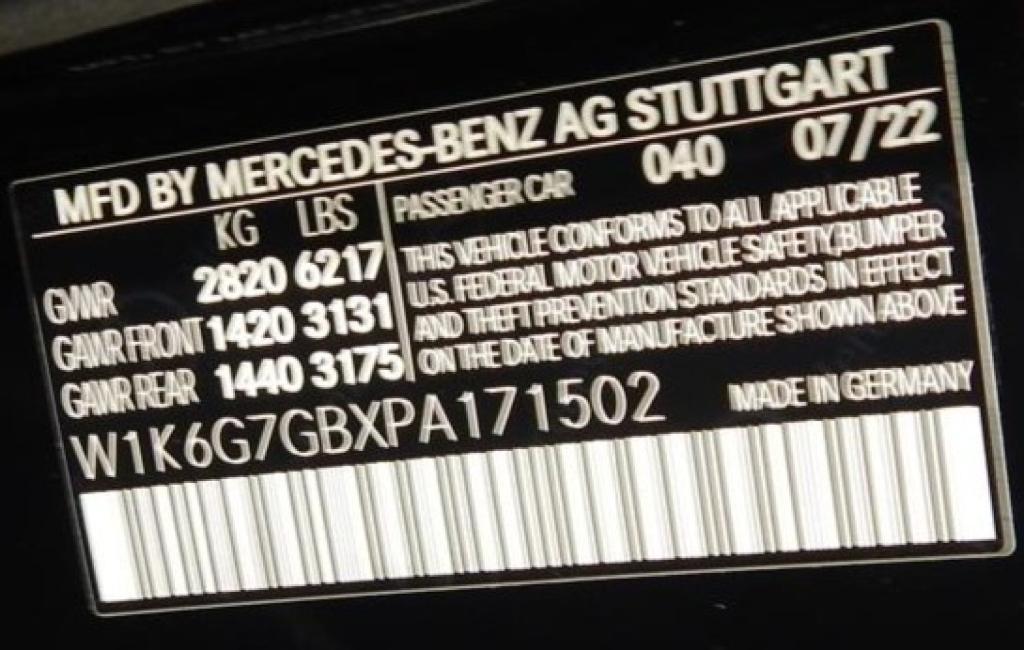 MFD BY MERCEDES-BENZ AG STUTTGART
KG LBS
GVWR 2820 6217
GAWR FRONT 1420 3131
GAWR REAR 1440 3175
PASSENGER CAR 040 07/22
THIS VEHICLE CONFORMS TO ALL APPLICABLE
U.S. FEDERAL MOTOR VEHICLE SAFETY, BUMPER
AND THEFT PREVENTION STANDARDS IN EFFECT
ON THE DATE OF MANUFACTURE SHOWN ABOVE
W1K6G7GBXPA171502 MADE IN GERMANY